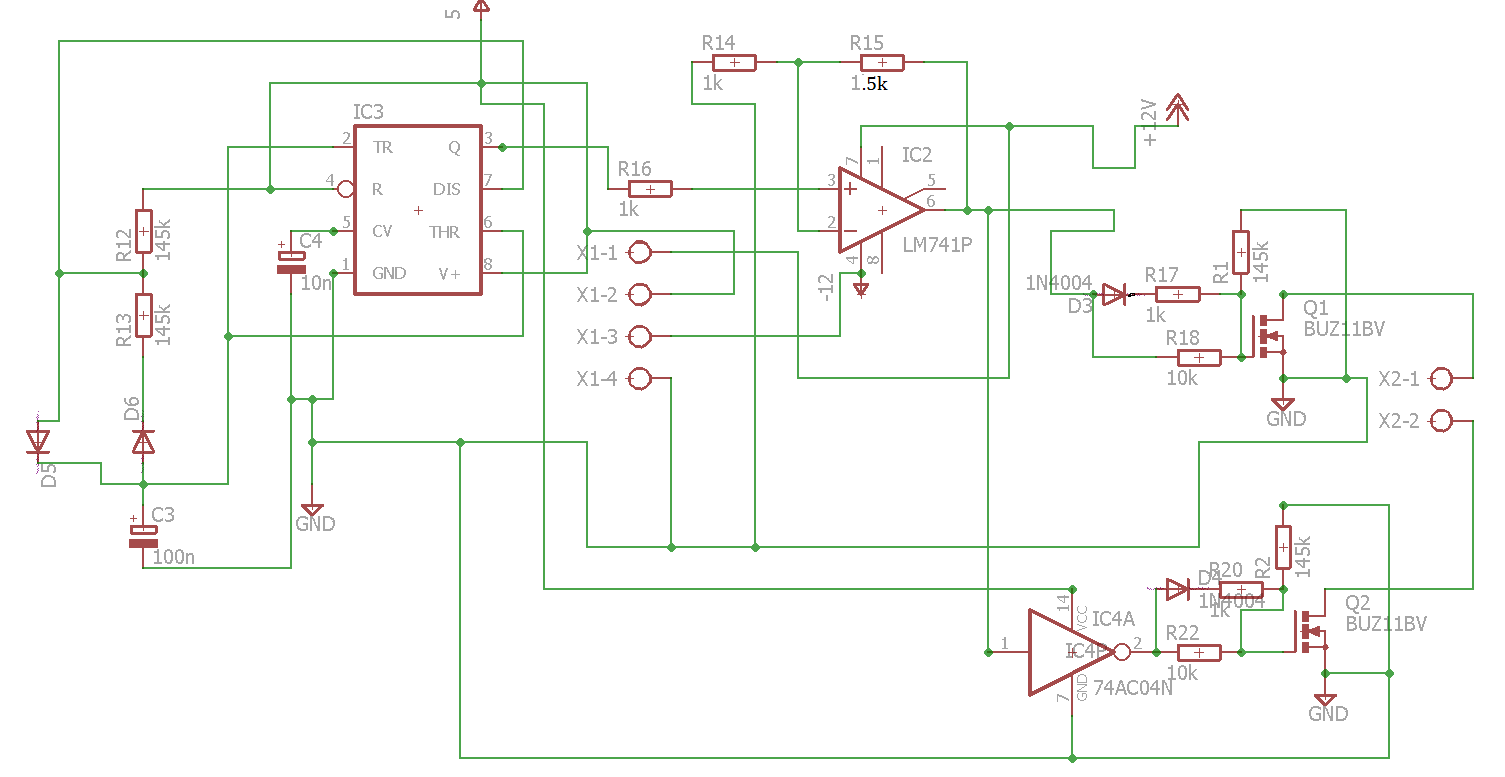 5
R14
R15
1k
1.5k
IC3
+12V
2
TR
Q
3
R16
1k
7
1
IC2
4
R
DIS
7
3
5
5
CV
THR
6
2
6
1
GND
V+
8
4
8
LM741P
R12
145k
C4
10n
R13
145k
X1-1
X1-2
X1-3
X1-4
-12
1N4004
D3
R17
1k
R1
145k
Q1
BUZ11BV
R18
10k
GND
X2-1
X2-2
D6
D5
C3
100n
GND
D4
R20
1N4004
1k
R2
145k
Q2
BUZ11BV
14
VCC
IC4A
1
IC4P
2
R22
10k
7
GND
74AC04N
GND